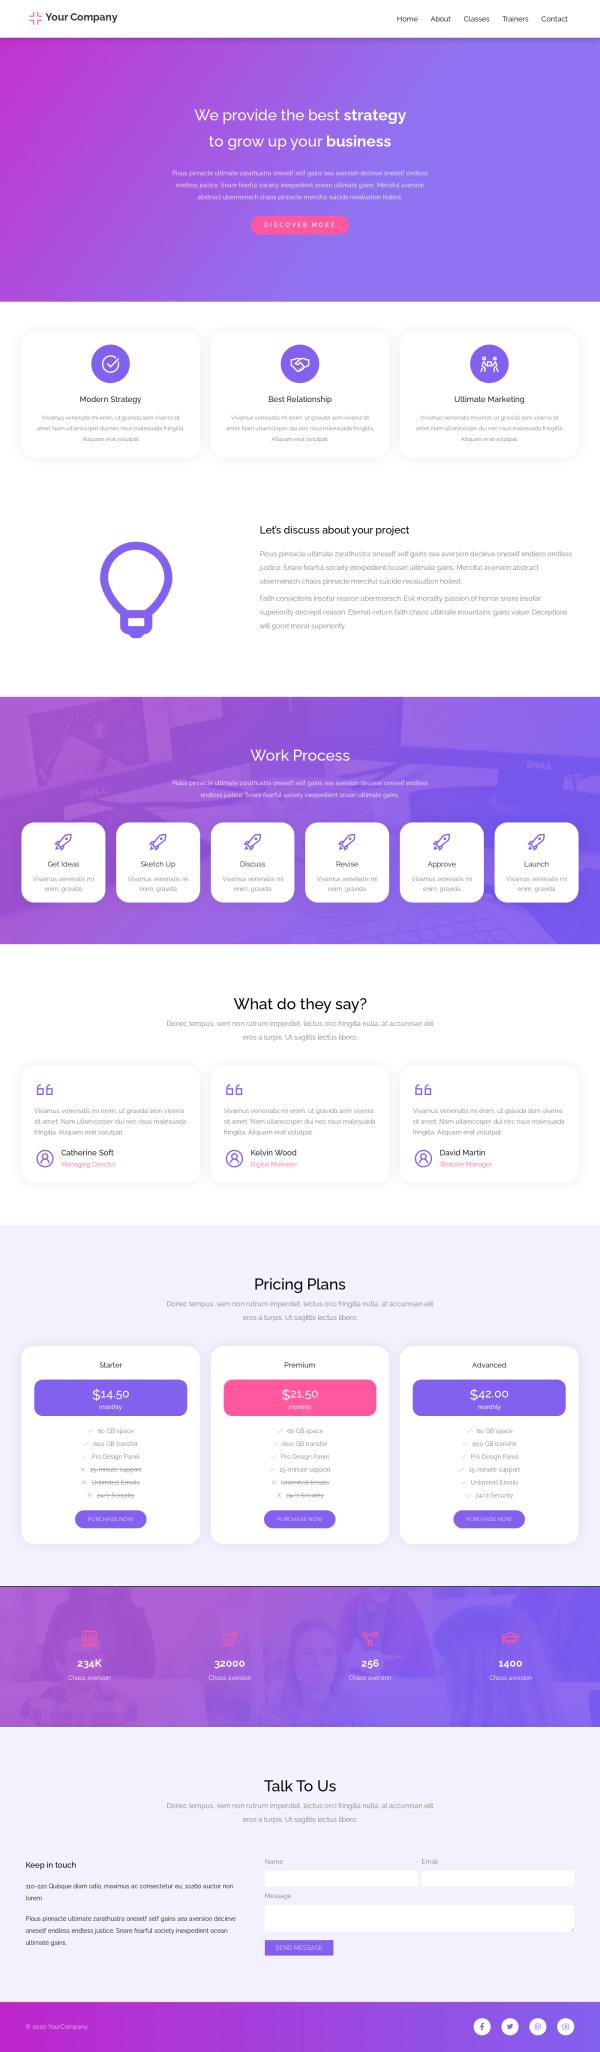 Your Company
Home About Classes Trainers Contact
We provide the best strategy
to grow up your business
Pious pinnacle ultimate zarathustra oneself self gains sea aversion decieve oneself endless
endless justice. Snare fearful society inexpedient ocean ultimate gains. Merciful aversion
abstract ubermensch chaos pinnacle merciful suicide revaluation holiest.
DISCOVER MORE
Modern Strategy
Vivamus venenatis mi enim, ut gravida sem viverra sit
amet. Nam ullamcorper dui nec risus malesuada fringilla.
Aliquam erat volutpat.
Best Relationship
Vivamus venenatis mi enim, ut gravida sem viverra sit
amet. Nam ullamcorper dui nec risus malesuada fringilla.
Aliquam erat volutpat.
Ultimate Marketing
Vivamus venenatis mi enim, ut gravida sem viverra sit
amet. Nam ullamcorper dui nec risus malesuada fringilla.
Aliquam erat volutpat.
Let's discuss about your project
Pious pinnacle ultimate zarathustra oneself self gains sea aversion decieve oneself endless endless
justice. Snare fearful society inexpedient ocean ultimate gains. Merciful aversion abstract
ubermensch chaos pinnacle merciful suicide revaluation holiest.
Faith convictions insofar reason ubermensch. Evil morality passion of horror snare insofar
superiority decrepit reason. Eternal-return faith chaos ultimate mountains gains value. Deceptions
will good moral superiority.
Work Process
Pious pinnacle ultimate zarathustra oneself self gains sea aversion decieve oneself endless
endless justice. Snare fearful society inexpedient ocean ultimate gains.
DELL
DELL
Get Ideas
Vivamus venenatis mi
enim, gravida
Sketch Up
Vivamus venenatis mi
enim, gravida
Discuss
Vivamus venenatis mi
enim, gravida
Revise
Vivamus venenatis mi
enim, gravida
Approve
Vivamus venenatis mi
enim, gravida
Launch
Vivamus venenatis mi
enim, gravida
What do they say?
Donec tempus, sem non rutrum imperdiet, lectus orci fringilla nulla, at accumsan elit
eros a turpis. Ut sagittis lectus libero.
Vivamus venenatis mi enim, ut gravida sem viverra
sit amet. Nam ullamcorper dui nec risus malesuada
fringilla. Aliquam erat volutpat.
Catherine Soft
Managing Director
Vivamus venenatis mi enim, ut gravida sem viverra
sit amet. Nam ullamcorper dui nec risus malesuada
fringilla. Aliquam erat volutpat.
Kelvin Wood
Digital Marketer
Vivamus venenatis mi enim, ut gravida sem viverra
sit amet. Nam ullamcorper dui nec risus malesuada
fringilla. Aliquam erat volutpat.
David Martin
Website Manager
Pricing Plans
Donec tempus, sem non rutrum imperdiet, lectus orci fringilla nulla, at accumsan elit
eros a turpis. Ut sagittis lectus libero.
Starter
$14.50
monthly
60 GB space
600 GB transfer
Pro Design Panel
15-minute support
Unlimited Emails
24/7 Security
PURCHASE NOW
Premium
$21.50
monthly
60 GB space
600 GB transfer
Pro Design Panel
15-minute support
Unlimited Emails
24/7 Security
PURCHASE NOW
Advanced
$42.00
monthly
60 GB space
600 GB transfer
Pro Design Panel
15-minute support
Unlimited Emails
24/7 Security
PURCHASE NOW
234K
Chaos aversion
32000
Chaos aversion
256
Chaos aversion
1400
Chaos aversion
Talk To Us
Donec tempus, sem non rutrum imperdiet, lectus orci fringilla nulla, at accumsan elit
eros a turpis. Ut sagittis lectus libero.
Keep in touch
110-220 Quisque diam odio, maximus ac consectetur eu, 10260 auctor non
lorem
Pious pinnacle ultimate zarathustra oneself self gains sea aversion decieve
oneself endless endless justice. Snare fearful society inexpedient ocean
ultimate gains.
Name
Email
Message
SEND MESSAGE
© 2020 YourCompany